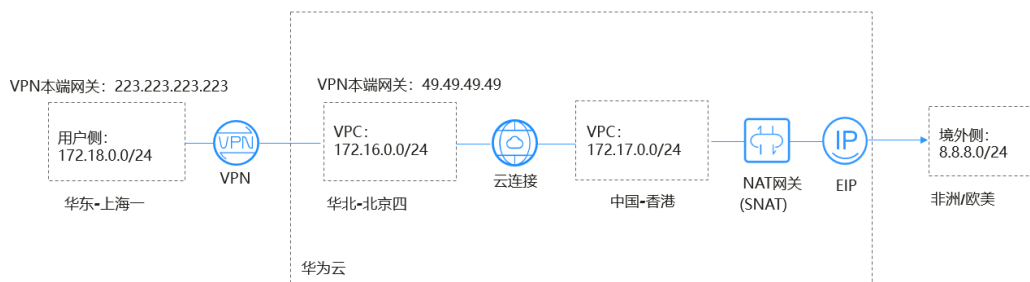 VPN本端网关：223.223.223.223
VPN本端网关：49.49.49.49
用户侧：
172.18.0.0/24
VPN
VPN
VPC：
172.16.0.0/24
云连接
VPC：
172.17.0.0/24
NAT网关
(SNAT)
IP
EIP
境外侧：
8.8.8.0/24
华东-上海一
华北-北京四
中国-香港
非洲/欧美
华为云